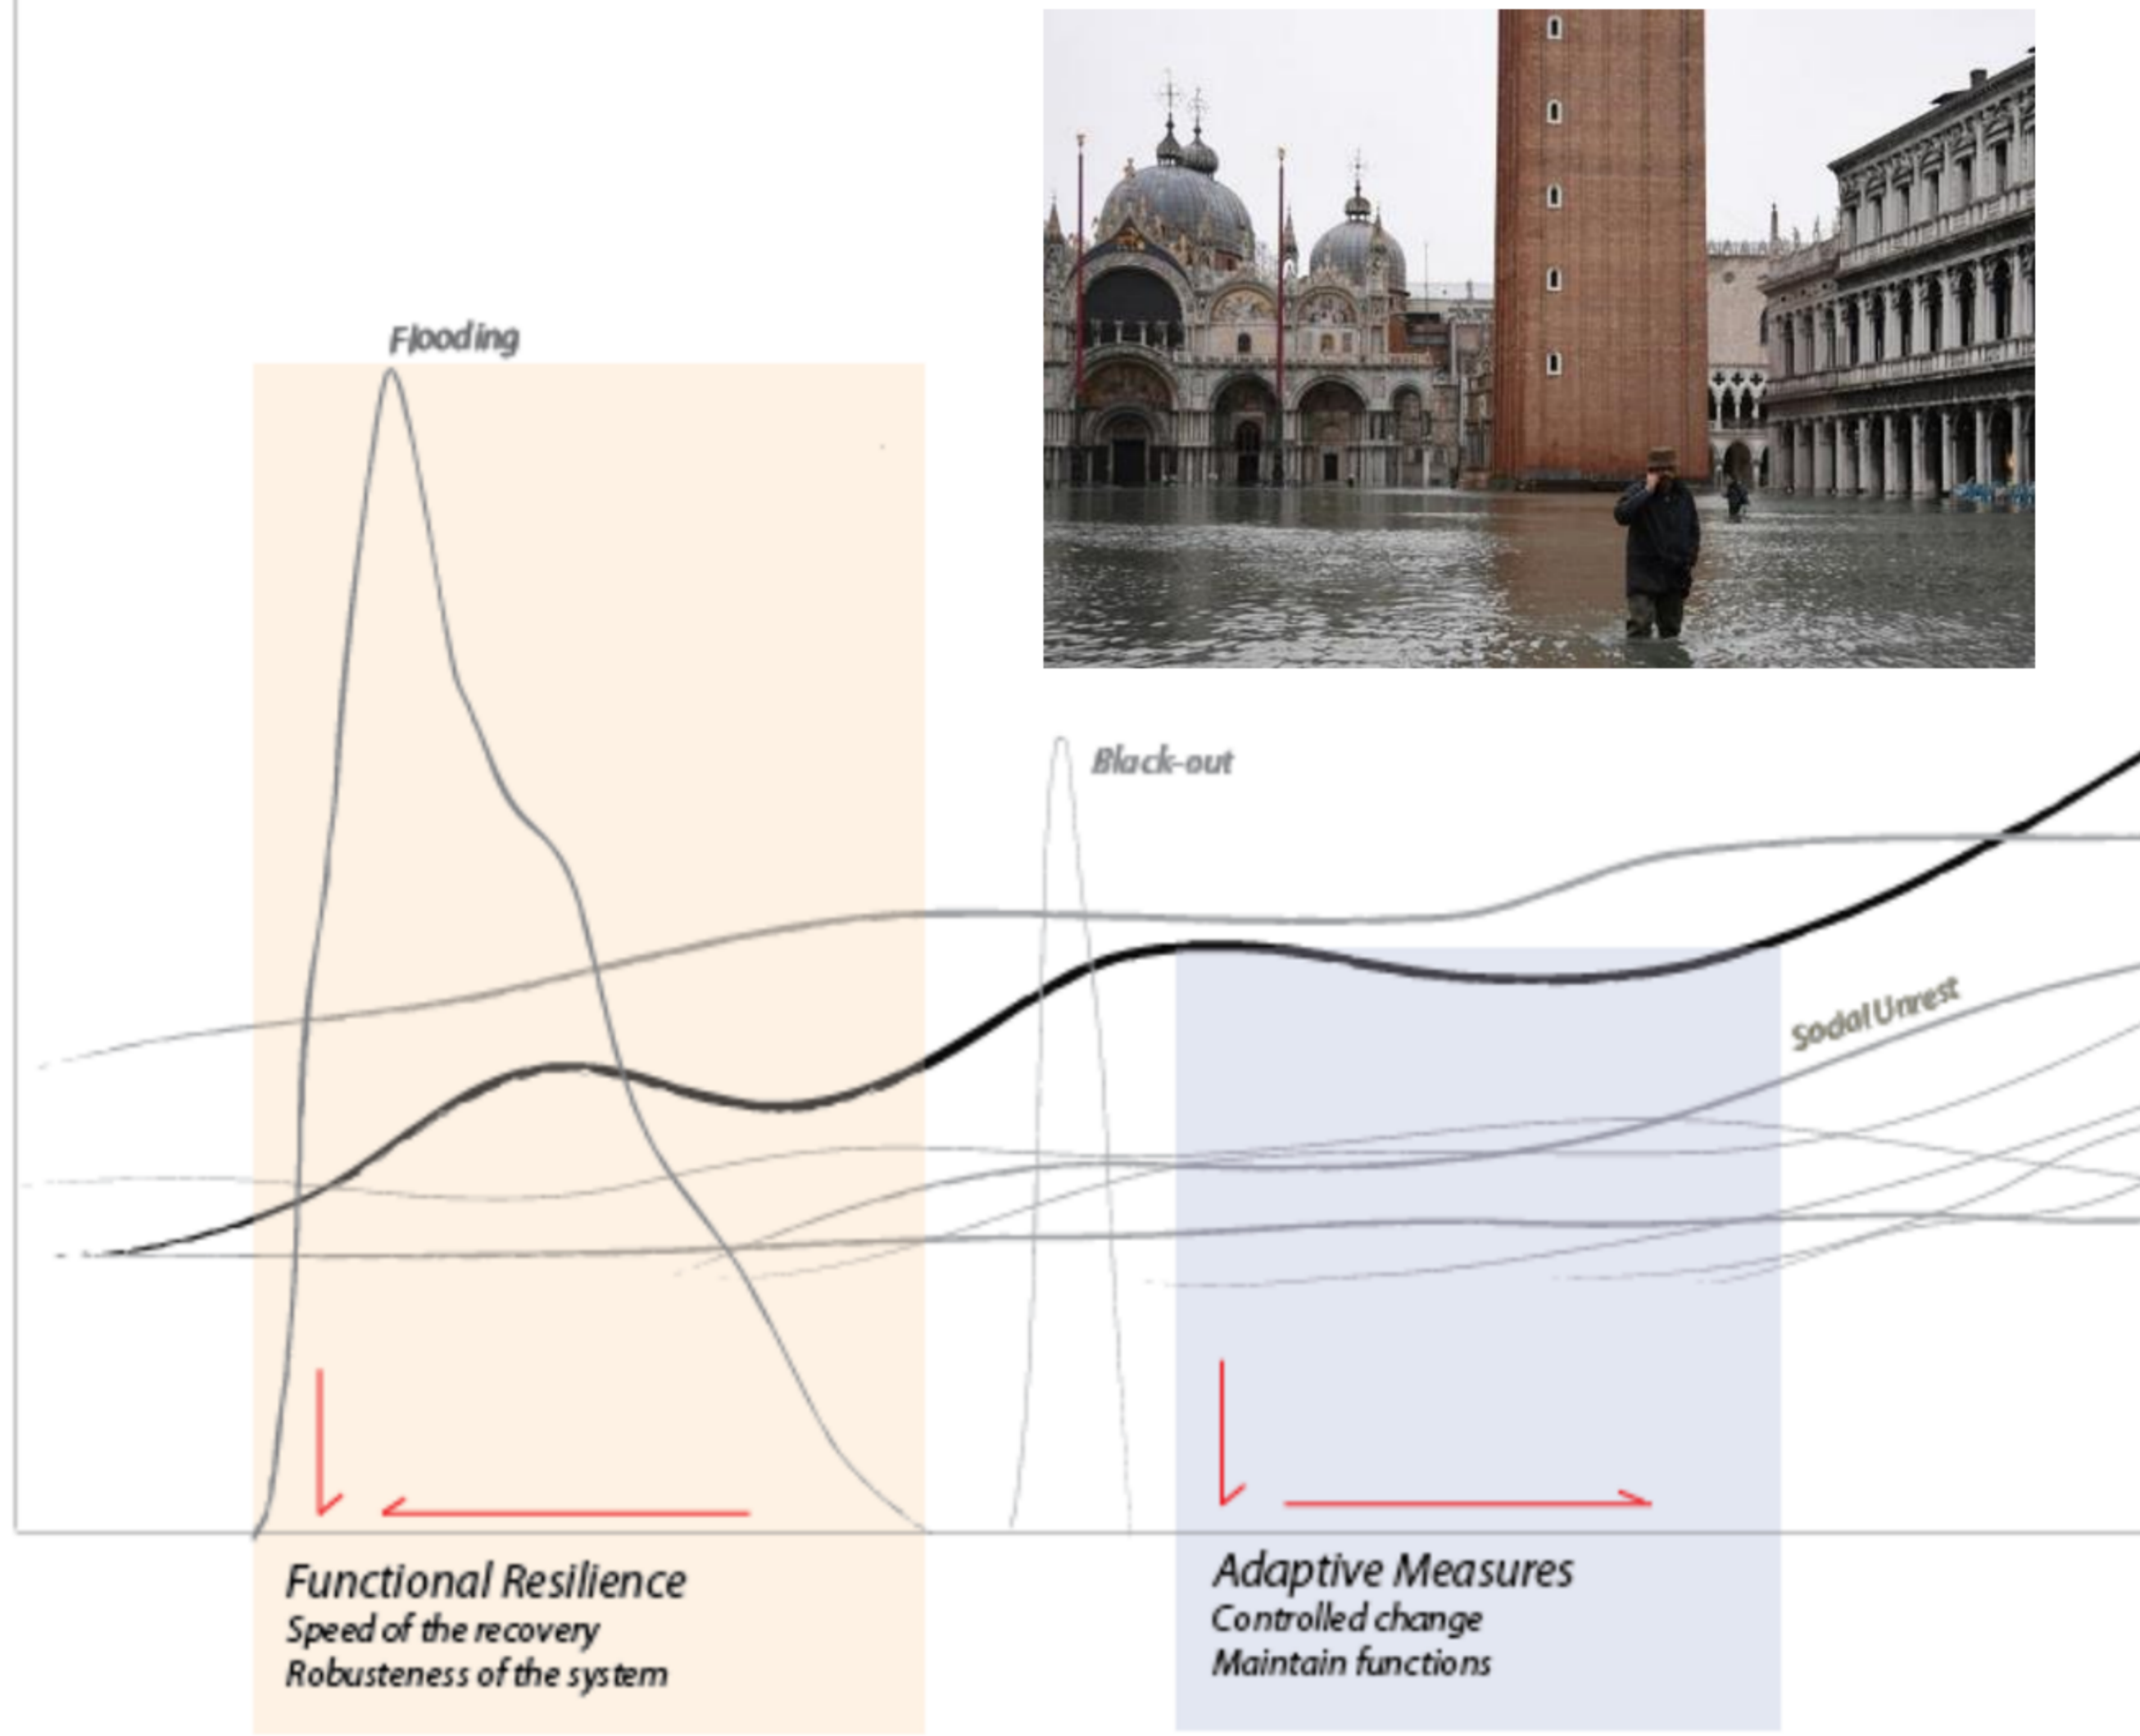 Flooding
Black-out
Social Unrest
Functional Resilience
Speed of the recovery
Robusteness of the system
Adaptive Measures
Controlled change
Maintain functions